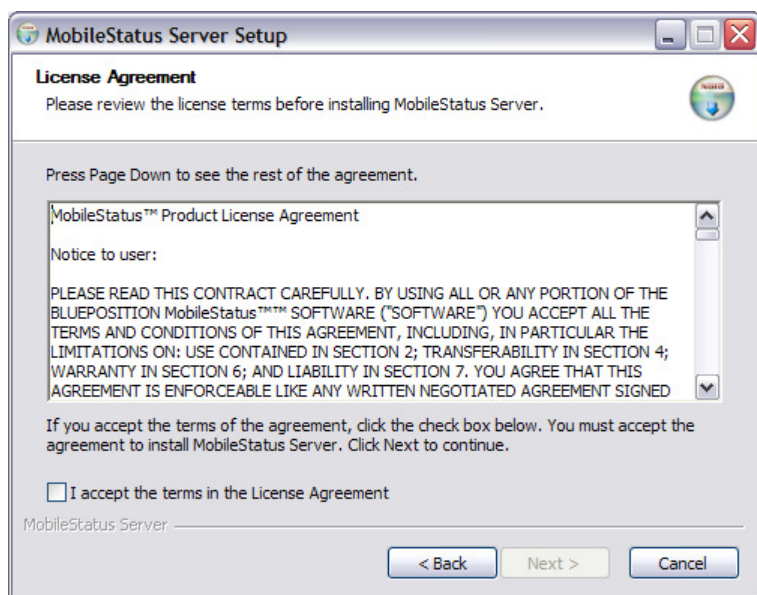 MobileStatus Server Setup
License Agreement
Please review the license terms before installing MobileStatus Server.
Press Page Down to see the rest of the agreement.
MobileStatus™ Product License Agreement
Notice to user:
PLEASE READ THIS CONTRACT CAREFULLY. BY USING ALL OR ANY PORTION OF THE
BLUEPOSITION MobileStatus™™ SOFTWARE ("SOFTWARE") YOU ACCEPT ALL THE
TERMS AND CONDITIONS OF THIS AGREEMENT, INCLUDING, IN PARTICULAR THE
LIMITATIONS ON: USE CONTAINED IN SECTION 2; TRANSFERABILITY IN SECTION 4;
WARRANTY IN SECTION 6; AND LIABILITY IN SECTION 7. YOU AGREE THAT THIS
AGREEMENT IS ENFORCEABLE LIKE ANY WRITTEN NEGOTIATED AGREEMENT SIGNED
If you accept the terms of the agreement, click the check box below. You must accept the
agreement to install MobileStatus Server. Click Next to continue.
I accept the terms in the License Agreement
MobileStatus Server
< Back Next > Cancel